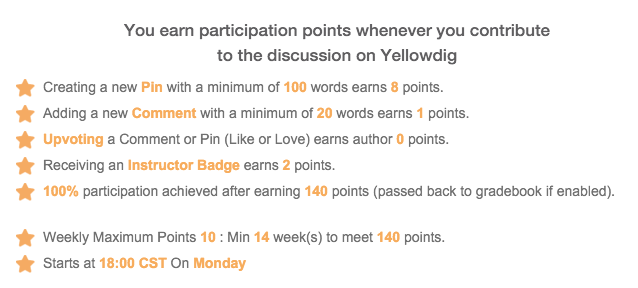 You earn participation points whenever you contribute
to the discussion on Yellowdig
Creating a new Pin with a minimum of 100 words earns 8 points.
Adding a new Comment with a minimum of 20 words earns 1 points.
Upvoting a Comment or Pin (Like or Love) earns author 0 points.
Receiving an Instructor Badge earns 2 points.
100% participation achieved after earning 140 points (passed back to gradebook if enabled).
Weekly Maximum Points 10 : Min 14 week(s) to meet 140 points.
Starts at 18:00 CST On Monday